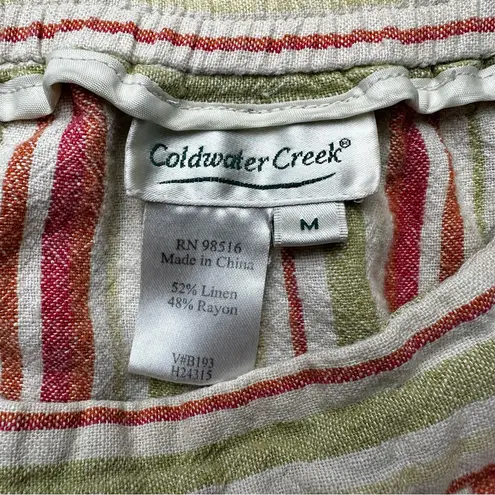 Coldwater Creek®
M
RN 98516
Made in China
52% Linen
48% Rayon
V#B193
H24315